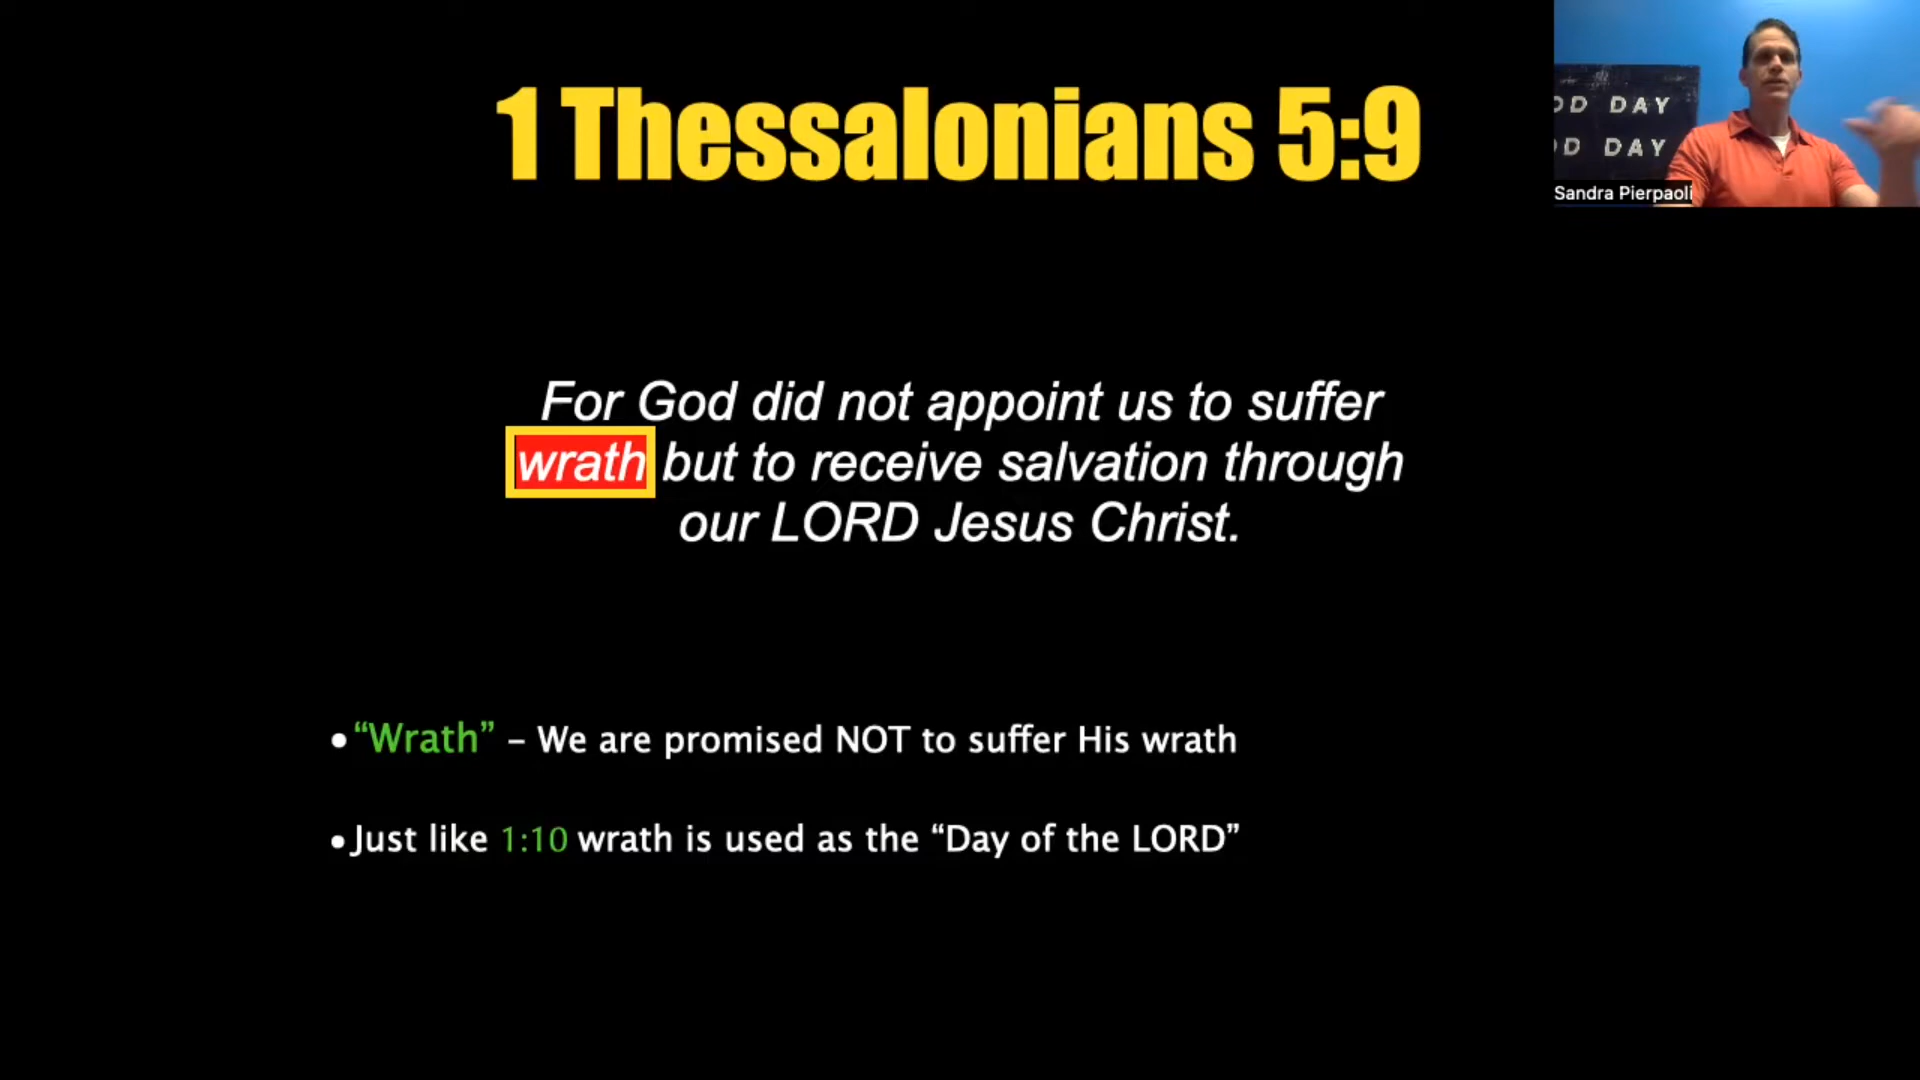 1 Thessalonians 5:9
OD DAY
D DAY
Sandra Pierpaoli
For God did not appoint us to suffer
wrath but to receive salvation through
our LORD Jesus Christ.
•“Wrath” – We are promised NOT to suffer His wrath
•Just like 1:10 wrath is used as the “Day of the LORD”